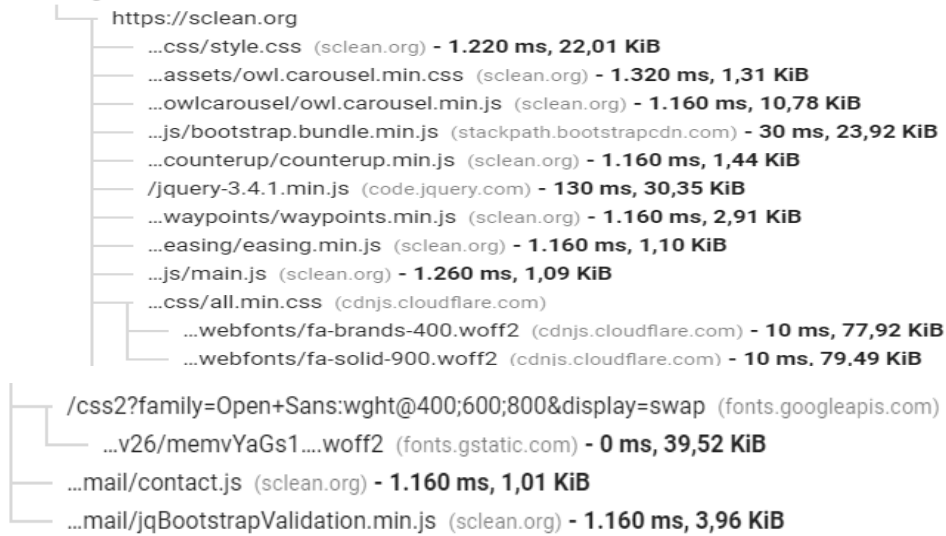 https://sclean.org
...css/style.css (sclean.org) - 1.220 ms, 22,01 KiB
...assets/owl.carousel.min.css (sclean.org) - 1.320 ms, 1,31 KiB
...owlcarousel/owl.carousel.min.js (sclean.org) - 1.160 ms, 10,78 KiB
...js/bootstrap.bundle.min.js (stackpath.bootstrapcdn.com) - 30 ms, 23,92 KiB
...counterup/counterup.min.js (sclean.org) - 1.160 ms, 1,44 KiB
/jquery-3.4.1.min.js (code.jquery.com) - 130 ms, 30,35 KiB
...waypoints/waypoints.min.js (sclean.org) - 1.160 ms, 2,91 KiB
...easing/easing.min.js (sclean.org) - 1.160 ms, 1,10 KiB
...js/main.js (sclean.org) - 1.260 ms, 1,09 KiB
...css/all.min.css (cdnjs.cloudflare.com)
...webfonts/fa-brands-400.woff2 (cdnjs.cloudflare.com) - 10 ms, 77,92 KiB
...webfonts/fa-solid-900.woff2 (cdnjs.cloudflare.com) - 10 ms, 79,49 KiB
/css2?family=Open+Sans:wght@400;600;800&display=swap (fonts.googleapis.com)
...v26/memvYaGs1....woff2 (fonts.gstatic.com) - 0 ms, 39,52 KiB
...mail/contact.js (sclean.org) - 1.160 ms, 1,01 KiB
...mail/jqBootstrapValidation.min.js (sclean.org) - 1.160 ms, 3,96 KiB